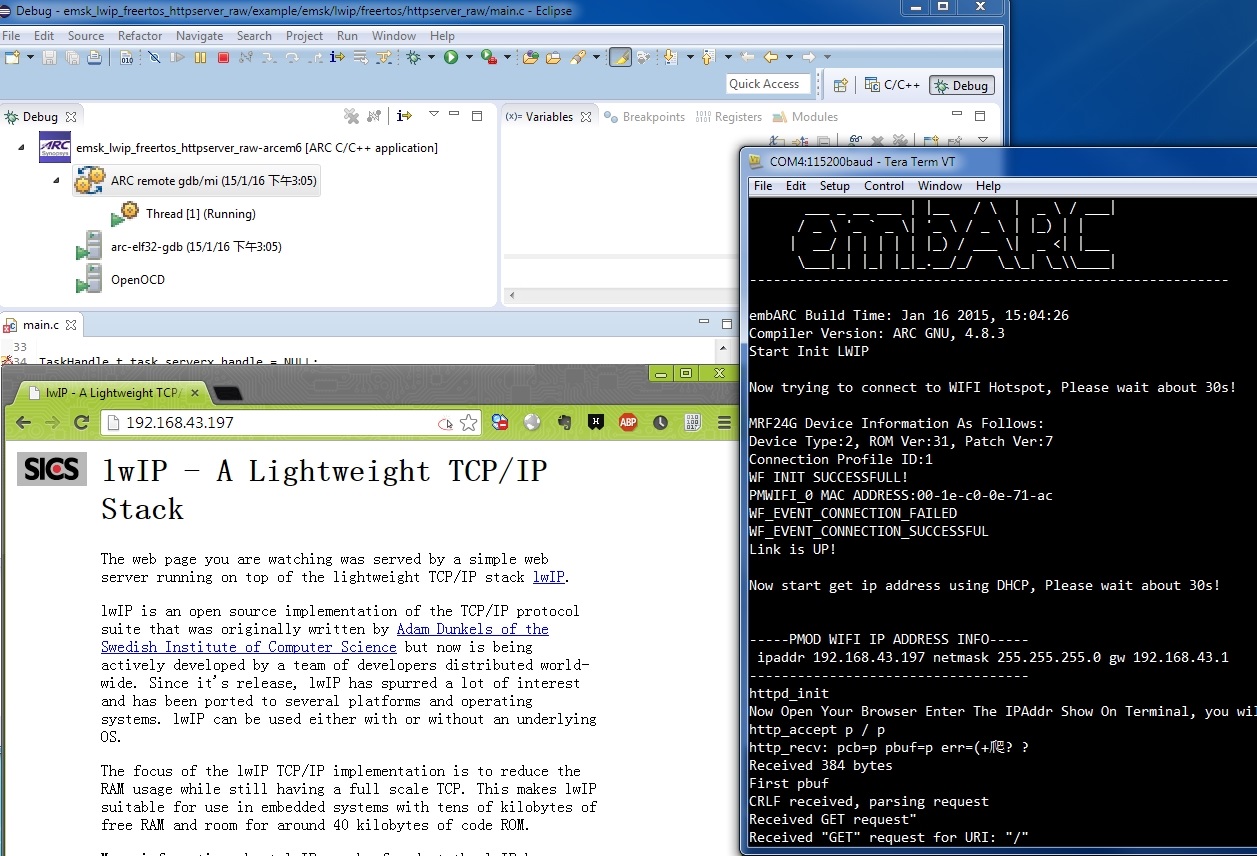 Debug - emsk_lwip_freertos_httpserver_raw/example/emsk/lwip/freertos/httpserver_raw/main.c - Eclipse
File Edit Source Refactor Navigate Search Project Run Window Help
Quick Access
C/C++
Debug
Debug
ARC
Synopsys
emsk_lwip_freertos_httpserver_raw-arcem6 [ARC C/C++ application]
ARC remote gdb/mi (15/1/16 下午3:05)
Thread [1] (Running)
arc-elf32-gdb (15/1/16 下午3:05)
OpenOCD
(x)= Variables
Breakpoints
Registers
Modules
main.c
33
34 TaskHandle_t task_serverx_handle = NULL;
lwIP - A Lightweight TCP/
192.168.43.197
ABP
SICS
lwIP - A Lightweight TCP/IP
Stack
The web page you are watching was served by a simple web
server running on top of the lightweight TCP/IP stack lwIP.
lwIP is an open source implementation of the TCP/IP protocol
suite that was originally written by Adam Dunkels of the
Swedish Institute of Computer Science but now is being
actively developed by a team of developers distributed world-
wide. Since it's release, lwIP has spurred a lot of interest
and has been ported to several platforms and operating
systems. lwIP can be used either with or without an underlying
OS.
The focus of the lwIP TCP/IP implementation is to reduce the
RAM usage while still having a full scale TCP. This makes lwIP
suitable for use in embedded systems with tens of kilobytes of
free RAM and room for around 40 kilobytes of code ROM.
COM4:115200baud - Tera Term VT
File Edit Setup Control Window Help
embARC
embARC Build Time: Jan 16 2015, 15:04:26
Compiler Version: ARC GNU, 4.8.3
Start Init LWIP
Now trying to connect to WIFI Hotspot, Please wait about 30s!
MRF24G Device Information As Follows:
Device Type:2, ROM Ver:31, Patch Ver:7
Connection Profile ID:1
WF INIT SUCCESSFULL!
PMWIFI_0 MAC ADDRESS:00-1e-c0-0e-71-ac
WF_EVENT_CONNECTION_FAILED
WF_EVENT_CONNECTION_SUCCESSFUL
Link is UP!
Now start get ip address using DHCP, Please wait about 30s!
-----PMOD WIFI IP ADDRESS INFO-----
ipaddr 192.168.43.197 netmask 255.255.255.0 gw 192.168.43.1
-----------------------------------
httpd_init
Now Open Your Browser Enter The IPAddr Show On Terminal, you wil
http_accept p / p
http_recv: pcb=p pbuf=p err=(+爬? ?
Received 384 bytes
First pbuf
CRLF received, parsing request
Received GET request"
Received "GET" request for URI: "/"